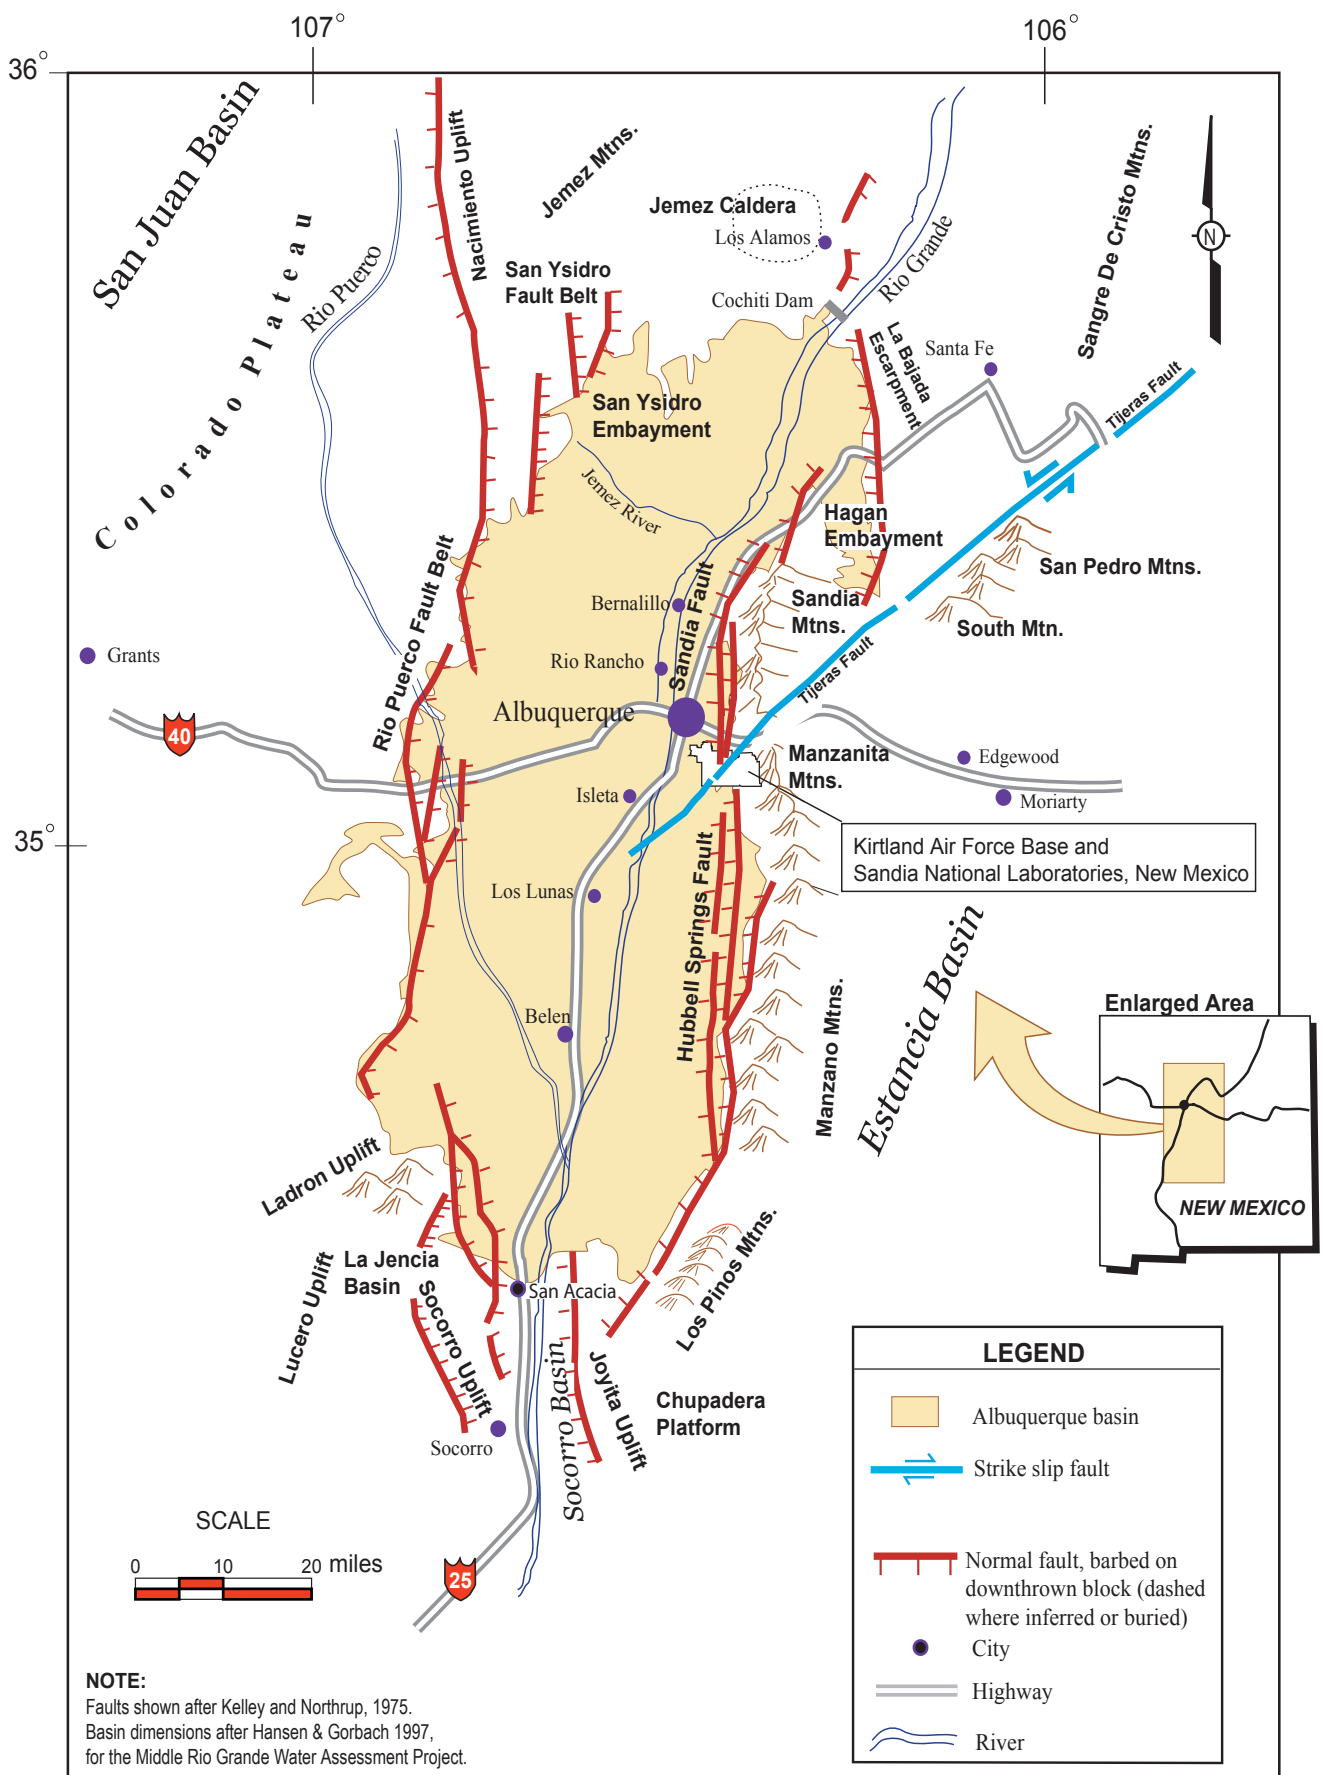 107°
106°
36°
San Juan Basin
Colorado Plateau
Rio Puerco
Nacimiento Uplift
Jemez Mtns.
Jemez Caldera
Los Alamos
Rio Grande
Sangre De Cristo Mtns.
N
San Ysidro
Fault Belt
Cochiti Dam
La Bajada
Escarpment
Santa Fe
Tijeras Fault
San Ysidro
Embayment
Jemez River
Hagan
Embayment
San Pedro Mtns.
Rio Puerco Fault Belt
Bernalillo
Sandia Fault
Sandia
Mtns.
South Mtn.
Grants
Rio Rancho
Tijeras Fault
Albuquerque
40
Manzanita
Mtns.
Edgewood
Isleta
Moriarty
35°
Kirtland Air Force Base and
Sandia National Laboratories, New Mexico
Los Lunas
Hubbell Springs Fault
Estancia Basin
Belen
Manzano Mtns.
Enlarged Area
NEW MEXICO
Ladron Uplift
Lucero Uplift
La Jencia
Basin
San Acacia
Los Pinos Mtns.
Socorro Uplift
Socorro Basin
Joyita Uplift
Chupadera
Platform
Socorro
25
SCALE
0 10 20 miles
LEGEND
Albuquerque basin
Strike slip fault
Normal fault, barbed on
downthrown block (dashed
where inferred or buried)
City
Highway
River
NOTE:
Faults shown after Kelley and Northrup, 1975.
Basin dimensions after Hansen & Gorbach 1997,
for the Middle Rio Grande Water Assessment Project.